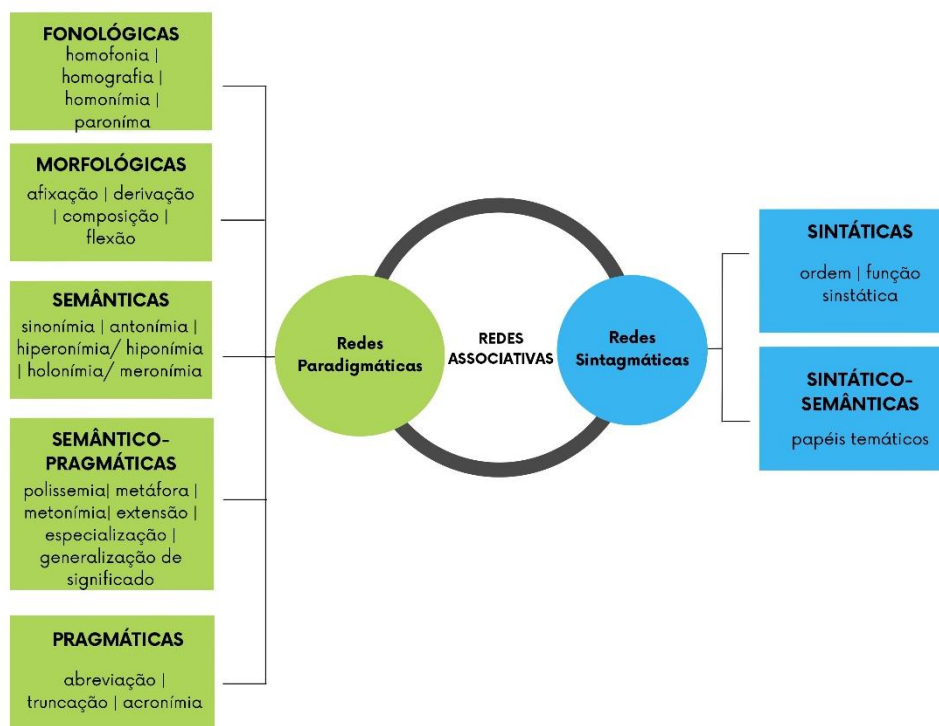 FONOLÓGICAS
homofonia |
homografia |
homonímia |
paroníma
MORFOLÓGICAS
afixação | derivação
| composição |
flexão
SEMÂNTICAS
sinonímia | antonímia |
hiperonímia/ hiponímia
| holonímia/ meronímia
SEMÂNTICO-
PRAGMÁTICAS
polissemia| metáfora |
metonímia| extensão |
especialização |
generalização de
significado
PRAGMÁTICAS
abreviação |
truncação | acronímia
Redes
Paradigmáticas
REDES
ASSOCIATIVAS
Redes
Sintagmáticas
SINTÁTICAS
ordem | função
sinstática
SINTÁTICO-
SEMÂNTICAS
papéis temáticos